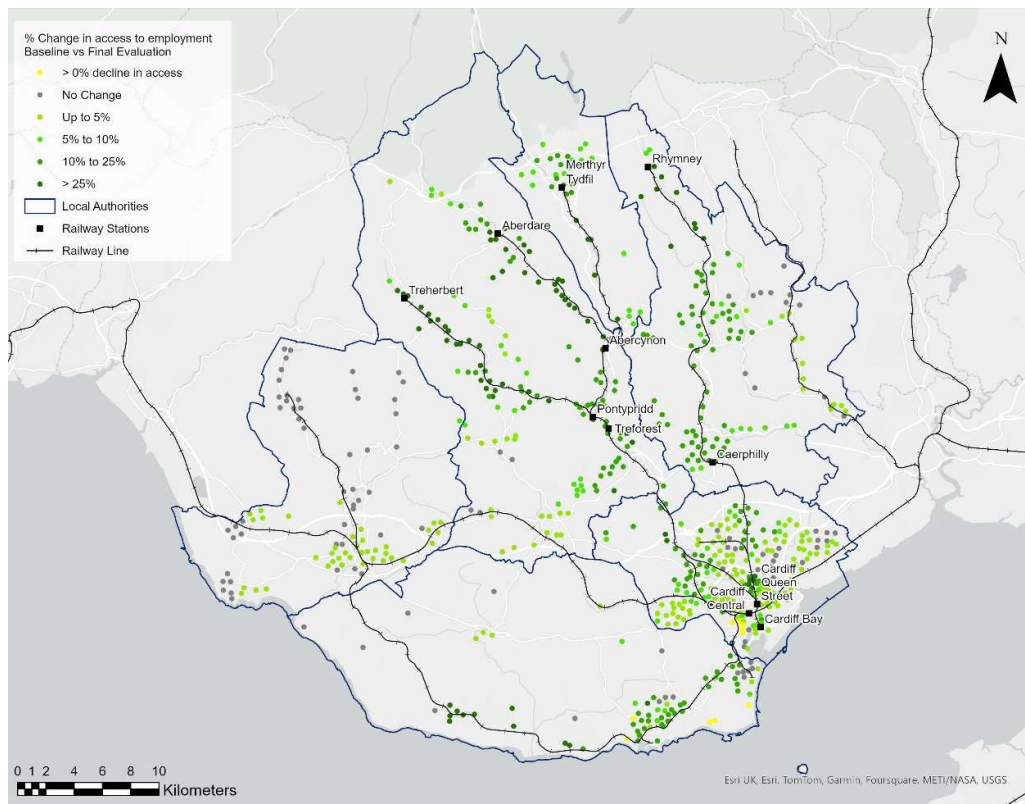 % Change in access to employment
Baseline vs Final Evaluation
> 0% decline in access
No Change
Up to 5%
5% to 10%
10% to 25%
> 25%
Local Authorities
Railway Stations
Railway Line
N
Merthyr
Tydfil
Rhymney
Aberdare
Treherbert
Abercynon
Pontypridd
Treforest
Caerphilly
Cardiff
Queen
Street
Cardiff
Central
Cardiff Bay
0 1 2 4 6 8 10
Kilometers
Esri UK, Esri, TomTom, Garmin, Foursquare, METI/NASA, USGS